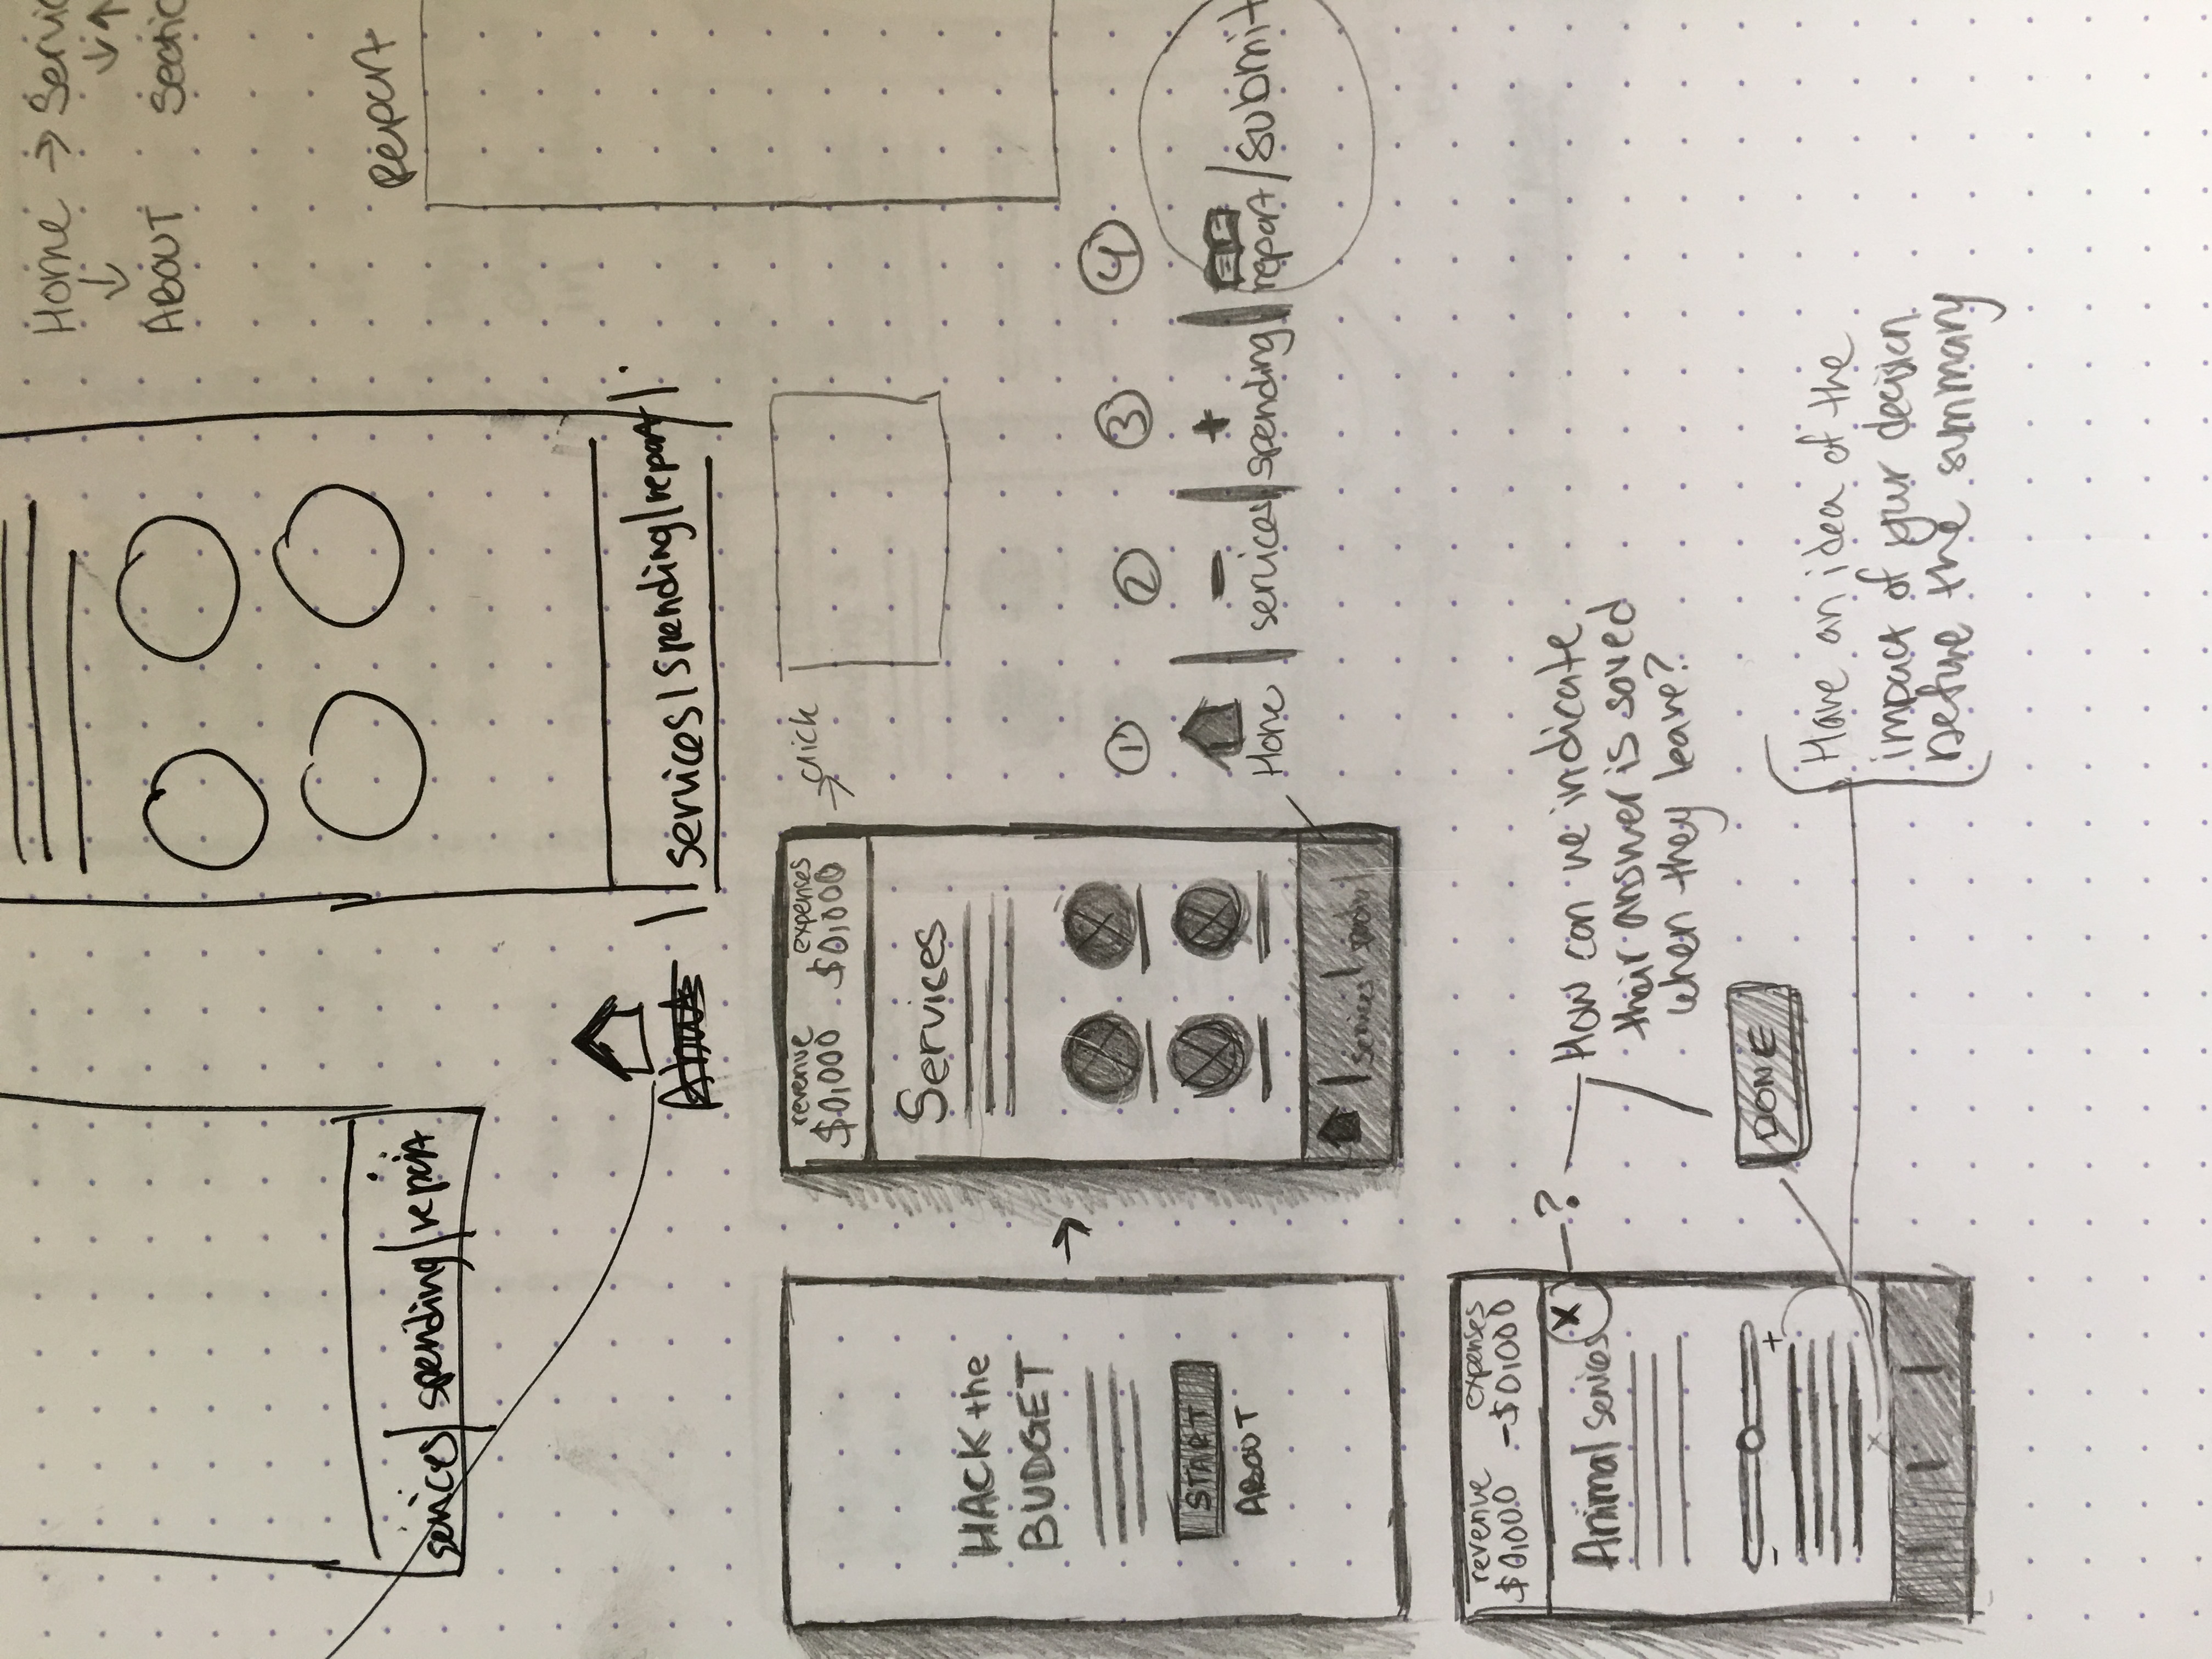 Home → Servic
↓ ↓↑
ABOUT Sectio
Report
services | spending | report
About
| services | spending | report |
revenue expenses
$0,000 $0,000
→ click
Services
HACK the
BUDGET
START
ABOUT
→
1 2 3 4
- +
Home | services | spending | report / submit
| services |
revenue expenses
$0,000 -$0,000
X
Animal Services
?
How can we indicate
their answer is saved
when they leave?
- +
DONE
Have an idea of the
impact of your decision
before the summary